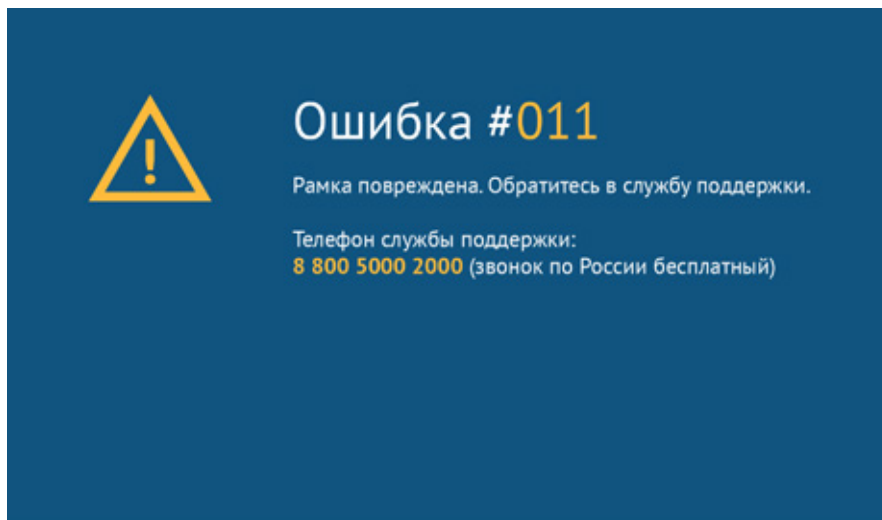 Ошибка #011
Рамка повреждена. Обратитесь в службу поддержки.
Телефон службы поддержки:
8 800 5000 2000 (звонок по России бесплатный)